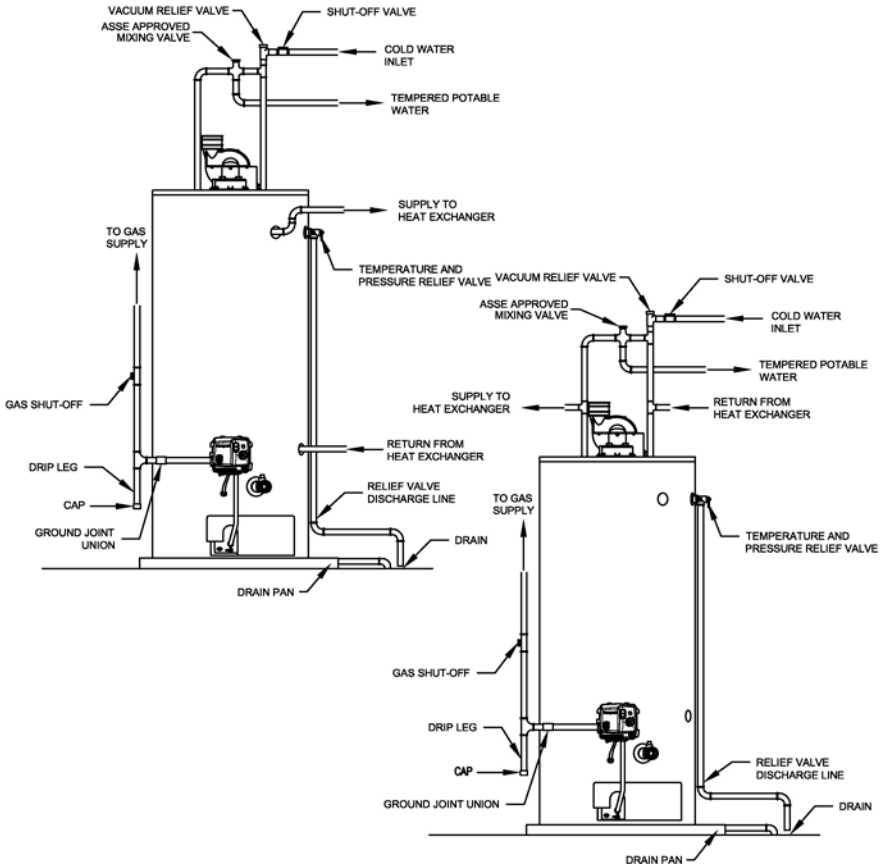 VACUUM RELIEF VALVE
SHUT-OFF VALVE
ASSE APPROVED
MIXING VALVE
COLD WATER
INLET
TEMPERED POTABLE
WATER
SUPPLY TO
HEAT EXCHANGER
TO GAS
SUPPLY
TEMPERATURE AND
PRESSURE RELIEF VALVE
GAS SHUT-OFF
RETURN FROM
HEAT EXCHANGER
DRIP LEG
CAP
RELIEF VALVE
DISCHARGE LINE
GROUND JOINT
UNION
DRAIN
DRAIN PAN
VACUUM RELIEF VALVE
SHUT-OFF VALVE
ASSE APPROVED
MIXING VALVE
COLD WATER
INLET
TEMPERED POTABLE
WATER
SUPPLY TO
HEAT EXCHANGER
RETURN FROM
HEAT EXCHANGER
TO GAS
SUPPLY
TEMPERATURE AND
PRESSURE RELIEF VALVE
GAS SHUT-OFF
DRIP LEG
CAP
RELIEF VALVE
DISCHARGE LINE
GROUND JOINT UNION
DRAIN
DRAIN PAN